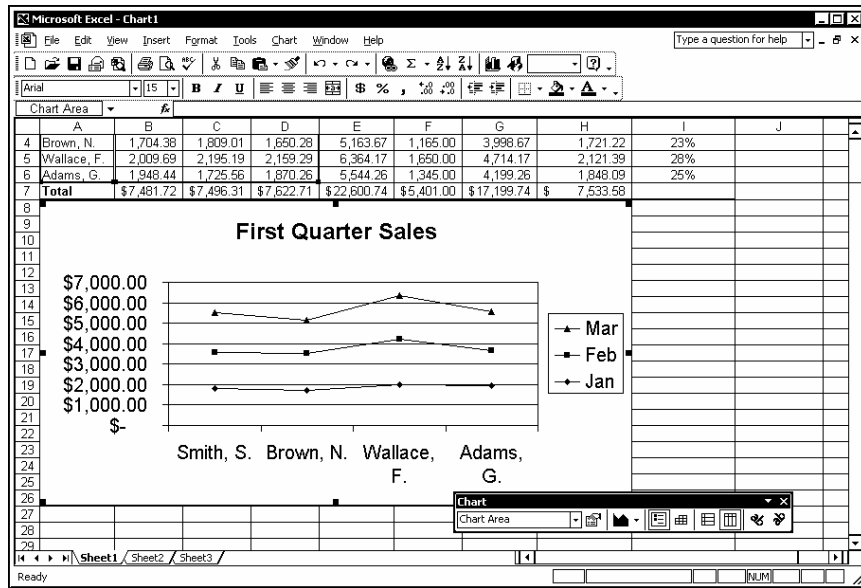 Microsoft Excel - Chart1
File Edit View Insert Format Tools Chart Window Help
Type a question for help
Arial 15 B I U $ % ,
Chart Area fx
A B C D E F G H I J
4 Brown, N. 1,704.38 1,809.01 1,650.28 5,163.67 1,165.00 3,998.67 1,721.22 23%
5 Wallace, F. 2,009.69 2,195.19 2,159.29 6,364.17 1,650.00 4,714.17 2,121.39 28%
6 Adams, G. 1,948.44 1,725.56 1,870.26 5,544.26 1,345.00 4,199.26 1,848.09 25%
7 Total $7,481.72 $7,496.31 $7,622.71 $22,600.74 $5,401.00 $17,199.74 $ 7,533.58
8
9
10
11
12
13
14
15
16
17
18
19
20
21
22
23
24
25
26
27
28
29
First Quarter Sales
$7,000.00
$6,000.00
$5,000.00
$4,000.00
$3,000.00
$2,000.00
$1,000.00
$-
Smith, S. Brown, N. Wallace, F. Adams, G.
Mar
Feb
Jan
Chart
Chart Area
Sheet1 Sheet2 Sheet3
Ready
NUM